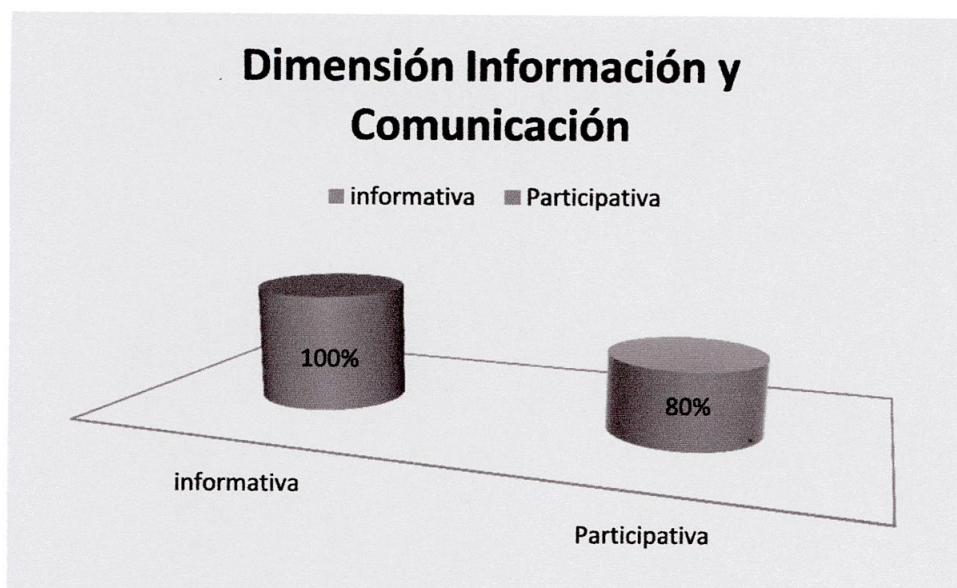 Dimensión Información y
Comunicación
informativa Participativa
100%
80%
informativa
Participativa